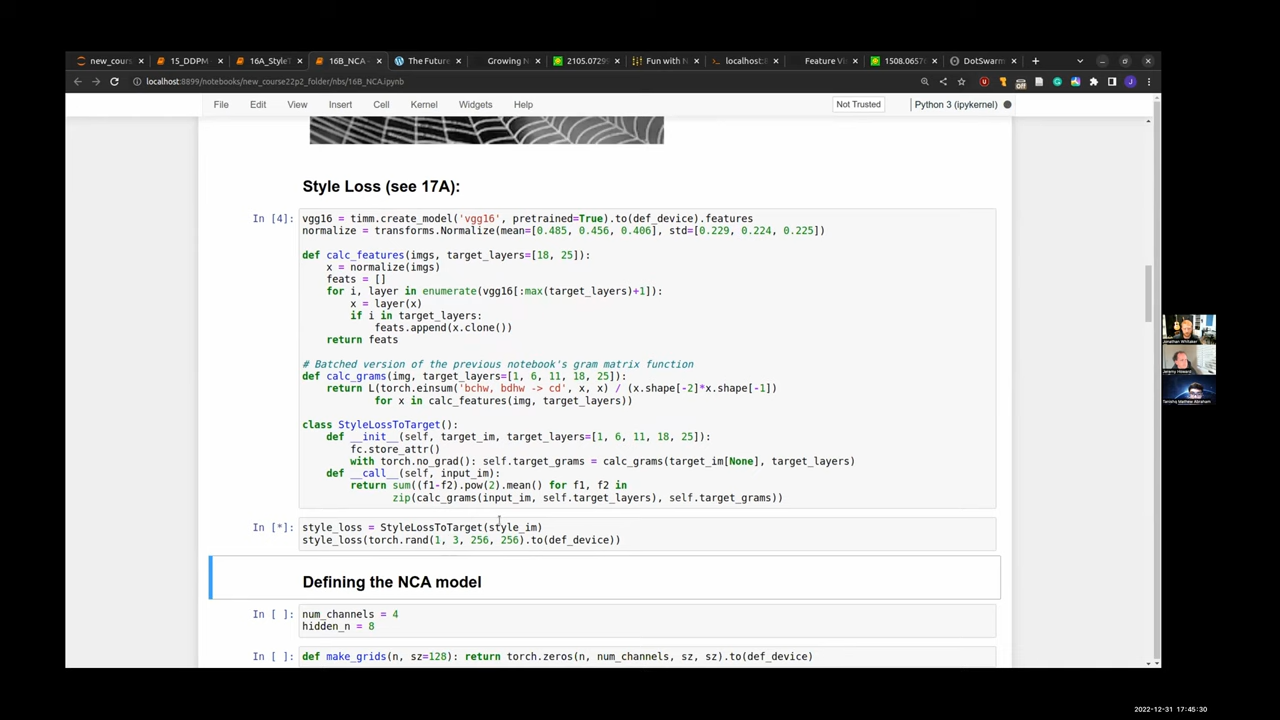 new_cours
15_DDPM
16A_StyleT
16B_NCA -
The Future
Growing N
2105.0729
Fun with N
localhost:8
Feature Vi
1508.0657
DotSwarm
localhost:8899/notebooks/new_course22p2_folder/nbs/16B_NCA.ipynb
File Edit View Insert Cell Kernel Widgets Help
Not Trusted
Python 3 (ipykernel)
Style Loss (see 17A):
In [4]:
vgg16 = timm.create_model('vgg16', pretrained=True).to(def_device).features
normalize = transforms.Normalize(mean=[0.485, 0.456, 0.406], std=[0.229, 0.224, 0.225])
def calc_features(imgs, target_layers=[18, 25]):
    x = normalize(imgs)
    feats = []
    for i, layer in enumerate(vgg16[:max(target_layers)+1]):
        x = layer(x)
        if i in target_layers:
            feats.append(x.clone())
    return feats
# Batched version of the previous notebook's gram matrix function
def calc_grams(img, target_layers=[1, 6, 11, 18, 25]):
    return L(torch.einsum('bchw, bdhw -> cd', x, x) / (x.shape[-2]*x.shape[-1])
            for x in calc_features(img, target_layers))
class StyleLossToTarget():
    def __init__(self, target_im, target_layers=[1, 6, 11, 18, 25]):
        fc.store_attr()
        with torch.no_grad(): self.target_grams = calc_grams(target_im[None], target_layers)
    def __call__(self, input_im):
        return sum((f1-f2).pow(2).mean() for f1, f2 in
               zip(calc_grams(input_im, self.target_layers), self.target_grams))
In [*]:
style_loss = StyleLossToTarget(style_im)
style_loss(torch.rand(1, 3, 256, 256).to(def_device))
Defining the NCA model
In [ ]:
num_channels = 4
hidden_n = 8
In [ ]:
def make_grids(n, sz=128): return torch.zeros(n, num_channels, sz, sz).to(def_device)
Jonathan Whitaker
Jeremy Howard
Tanishq Mathew Abraham
2022-12-31 17:45:30